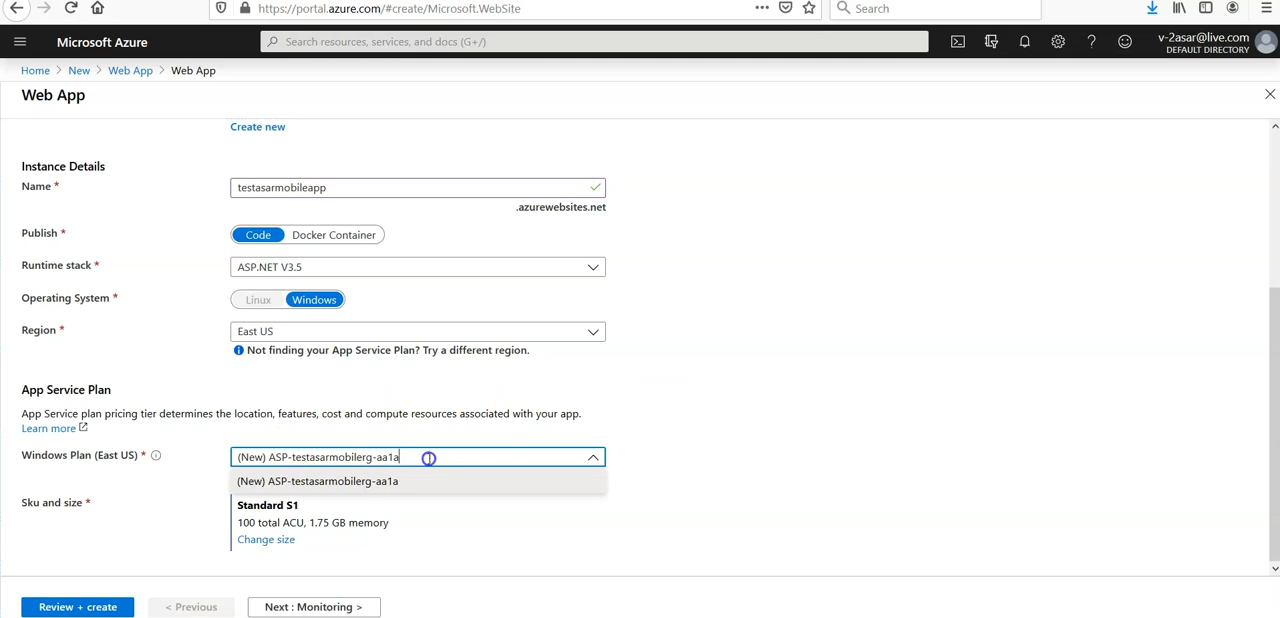 https://portal.azure.com/#create/Microsoft.WebSite
Search
Microsoft Azure
Search resources, services, and docs (G+/)
v-2asar@live.com
DEFAULT DIRECTORY
Home > New > Web App > Web App
Web App
Create new
Instance Details
Name *
testasarmobileapp
.azurewebsites.net
Publish *
Code
Docker Container
Runtime stack *
ASP.NET V3.5
Operating System *
Linux
Windows
Region *
East US
Not finding your App Service Plan? Try a different region.
App Service Plan
App Service plan pricing tier determines the location, features, cost and compute resources associated with your app.
Learn more
Windows Plan (East US) *
(New) ASP-testasarmobilerg-aa1a
(New) ASP-testasarmobilerg-aa1a
Sku and size *
Standard S1
100 total ACU, 1.75 GB memory
Change size
Review + create
< Previous
Next : Monitoring >